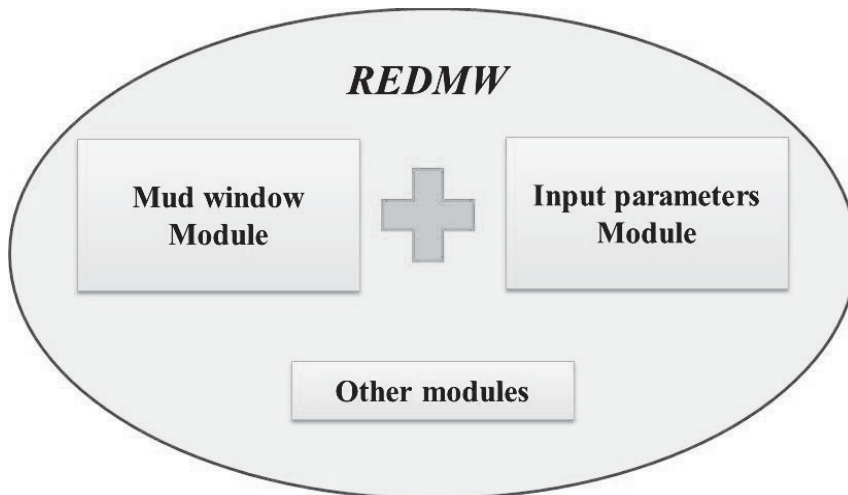 REDMW
Mud window
Module
Input parameters
Module
Other modules